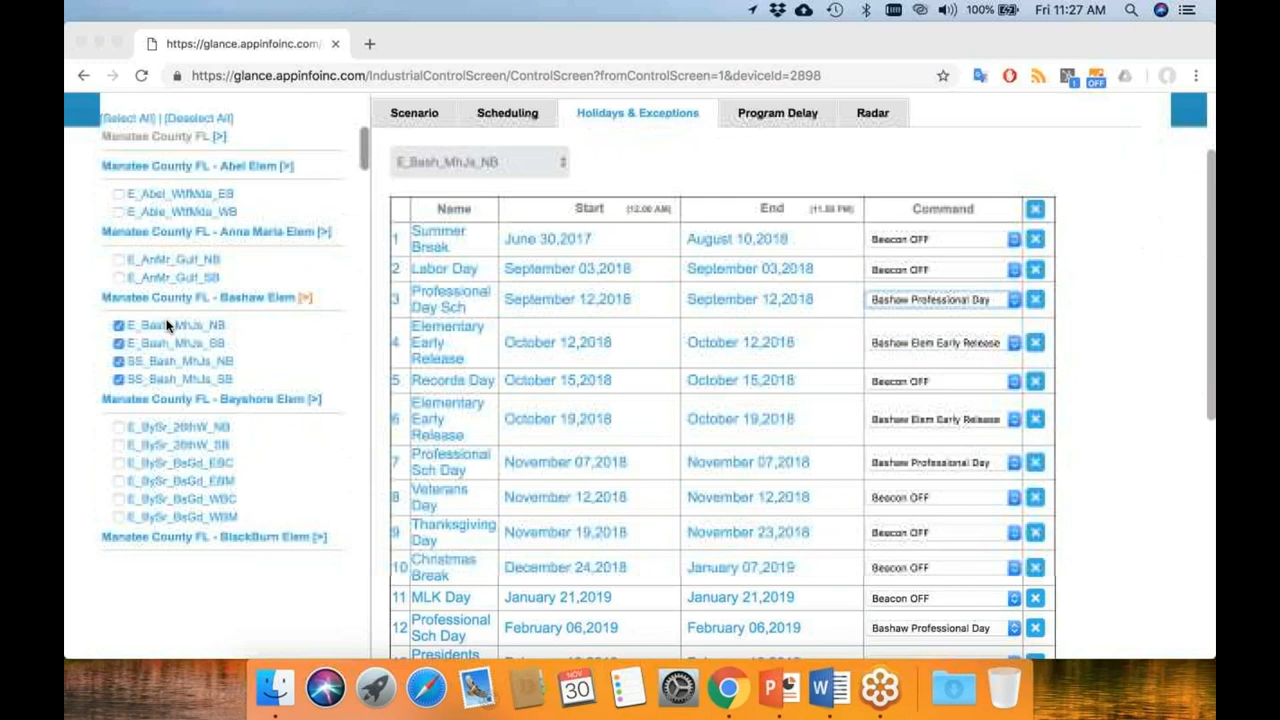 100% Fri 11:27 AM
https://glance.appinfoinc.com/
https://glance.appinfoinc.com/IndustrialControlScreen/ControlScreen?fromControlScreen=1&deviceId=2898
1 OFF
[Select All] | [Deselect All]
Manatee County FL [>]
Manatee County FL - Abel Elem [>]
E_Abel_WtfMda_EB
E_Able_WtfMda_WB
Manatee County FL - Anna Maria Elem [>]
E_AnMr_Gulf_NB
E_AnMr_Gulf_SB
Manatee County FL - Bashaw Elem [>]
E_Bash_MhJs_NB
E_Bash_MhJs_SB
SS_Bash_MhJs_NB
SS_Bash_MhJs_SB
Manatee County FL - Bayshore Elem [>]
E_BySr_26thW_NB
E_BySr_26thW_SB
E_BySr_BsGd_EBC
E_BySr_BsGd_EBM
E_BySr_BsGd_WBC
E_BySr_BsGd_WBM
Manatee County FL - BlackBurn Elem [>]
Scenario Scheduling Holidays & Exceptions Program Delay Radar
E_Bash_MhJs_NB
Name Start (12.00 AM) End (11.59 PM) Command
1 Summer Break June 30,2017 August 10,2018 Beacon OFF
2 Labor Day September 03,2018 September 03,2018 Beacon OFF
3 Professional Day Sch September 12,2018 September 12,2018 Bashaw Professional Day
4 Elementary Early Release October 12,2018 October 12,2018 Bashaw Elem Early Release
5 Records Day October 15,2018 October 15,2018 Beacon OFF
6 Elementary Early Release October 19,2018 October 19,2018 Bashaw Elem Early Release
7 Professional Sch Day November 07,2018 November 07,2018 Bashaw Professional Day
8 Veterans Day November 12,2018 November 12,2018 Beacon OFF
9 Thanksgiving Day November 19,2018 November 23,2018 Beacon OFF
10 Christmas Break December 24,2018 January 07,2019 Beacon OFF
11 MLK Day January 21,2019 January 21,2019 Beacon OFF
12 Professional Sch Day February 06,2019 February 06,2019 Bashaw Professional Day
Presidents
NOV
30
P W